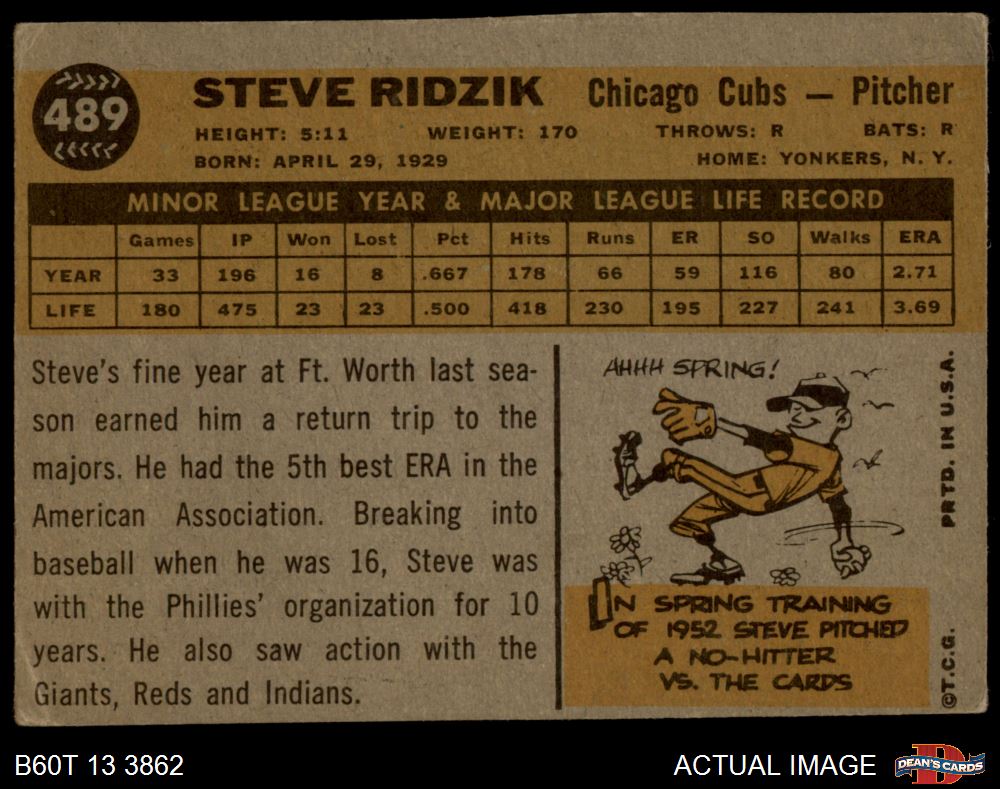 489
STEVE RIDZIK Chicago Cubs — Pitcher
HEIGHT: 5:11 WEIGHT: 170 THROWS: R BATS: R
BORN: APRIL 29, 1929 HOME: YONKERS, N. Y.
MINOR LEAGUE YEAR & MAJOR LEAGUE LIFE RECORD
Games IP Won Lost Pct Hits Runs ER SO Walks ERA
YEAR 33 196 16 8 .667 178 66 59 116 80 2.71
LIFE 180 475 23 23 .500 418 230 195 227 241 3.69
Steve's fine year at Ft. Worth last sea-
son earned him a return trip to the
majors. He had the 5th best ERA in the
American Association. Breaking into
baseball when he was 16, Steve was
with the Phillies' organization for 10
years. He also saw action with the
Giants, Reds and Indians.
AHHH SPRING!
IN SPRING TRAINING
OF 1952 STEVE PITCHED
A NO-HITTER
VS. THE CARDS
©T.C.G. PRTD. IN U.S.A.
B60T 13 3862 ACTUAL IMAGE DEAN'S CARDS